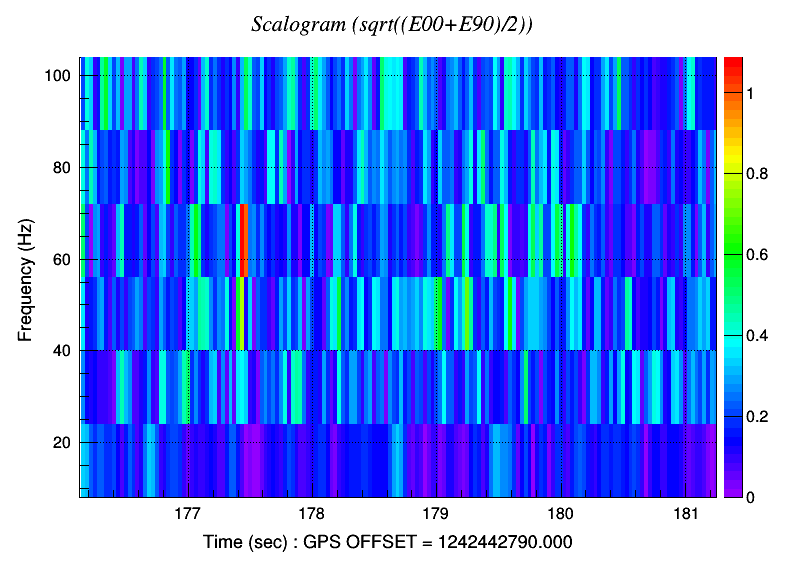 Scalogram (sqrt((E00+E90)/2))
Frequency (Hz)
100
80
60
40
20
177 178 179 180 181
Time (sec) : GPS OFFSET = 1242442790.000
1
0.8
0.6
0.4
0.2
0